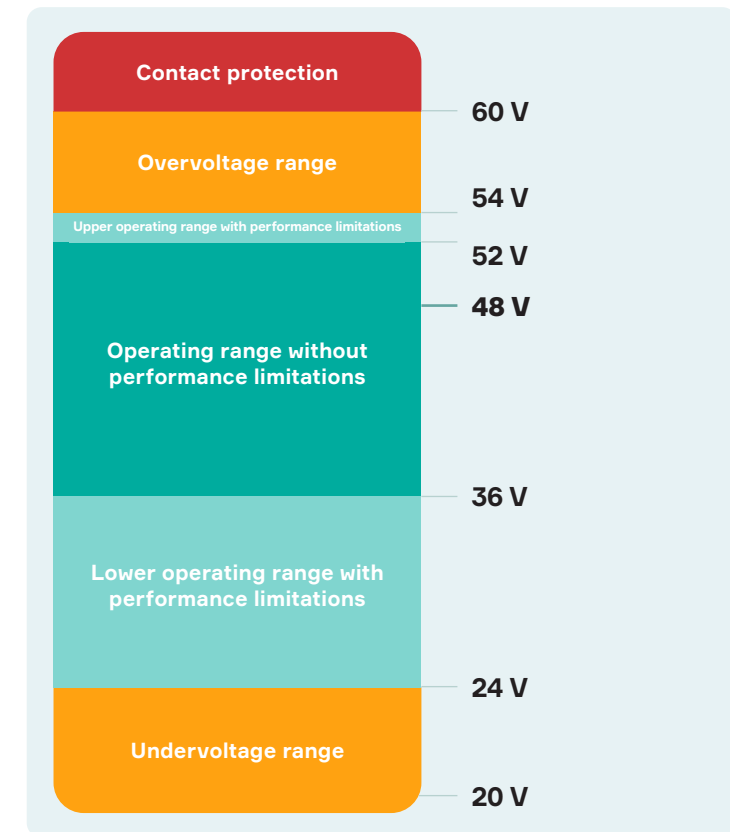 Contact protection
60 V
Overvoltage range
54 V
Upper operating range with performance limitations
52 V
48 V
Operating range without
performance limitations
36 V
Lower operating range with
performance limitations
24 V
Undervoltage range
20 V